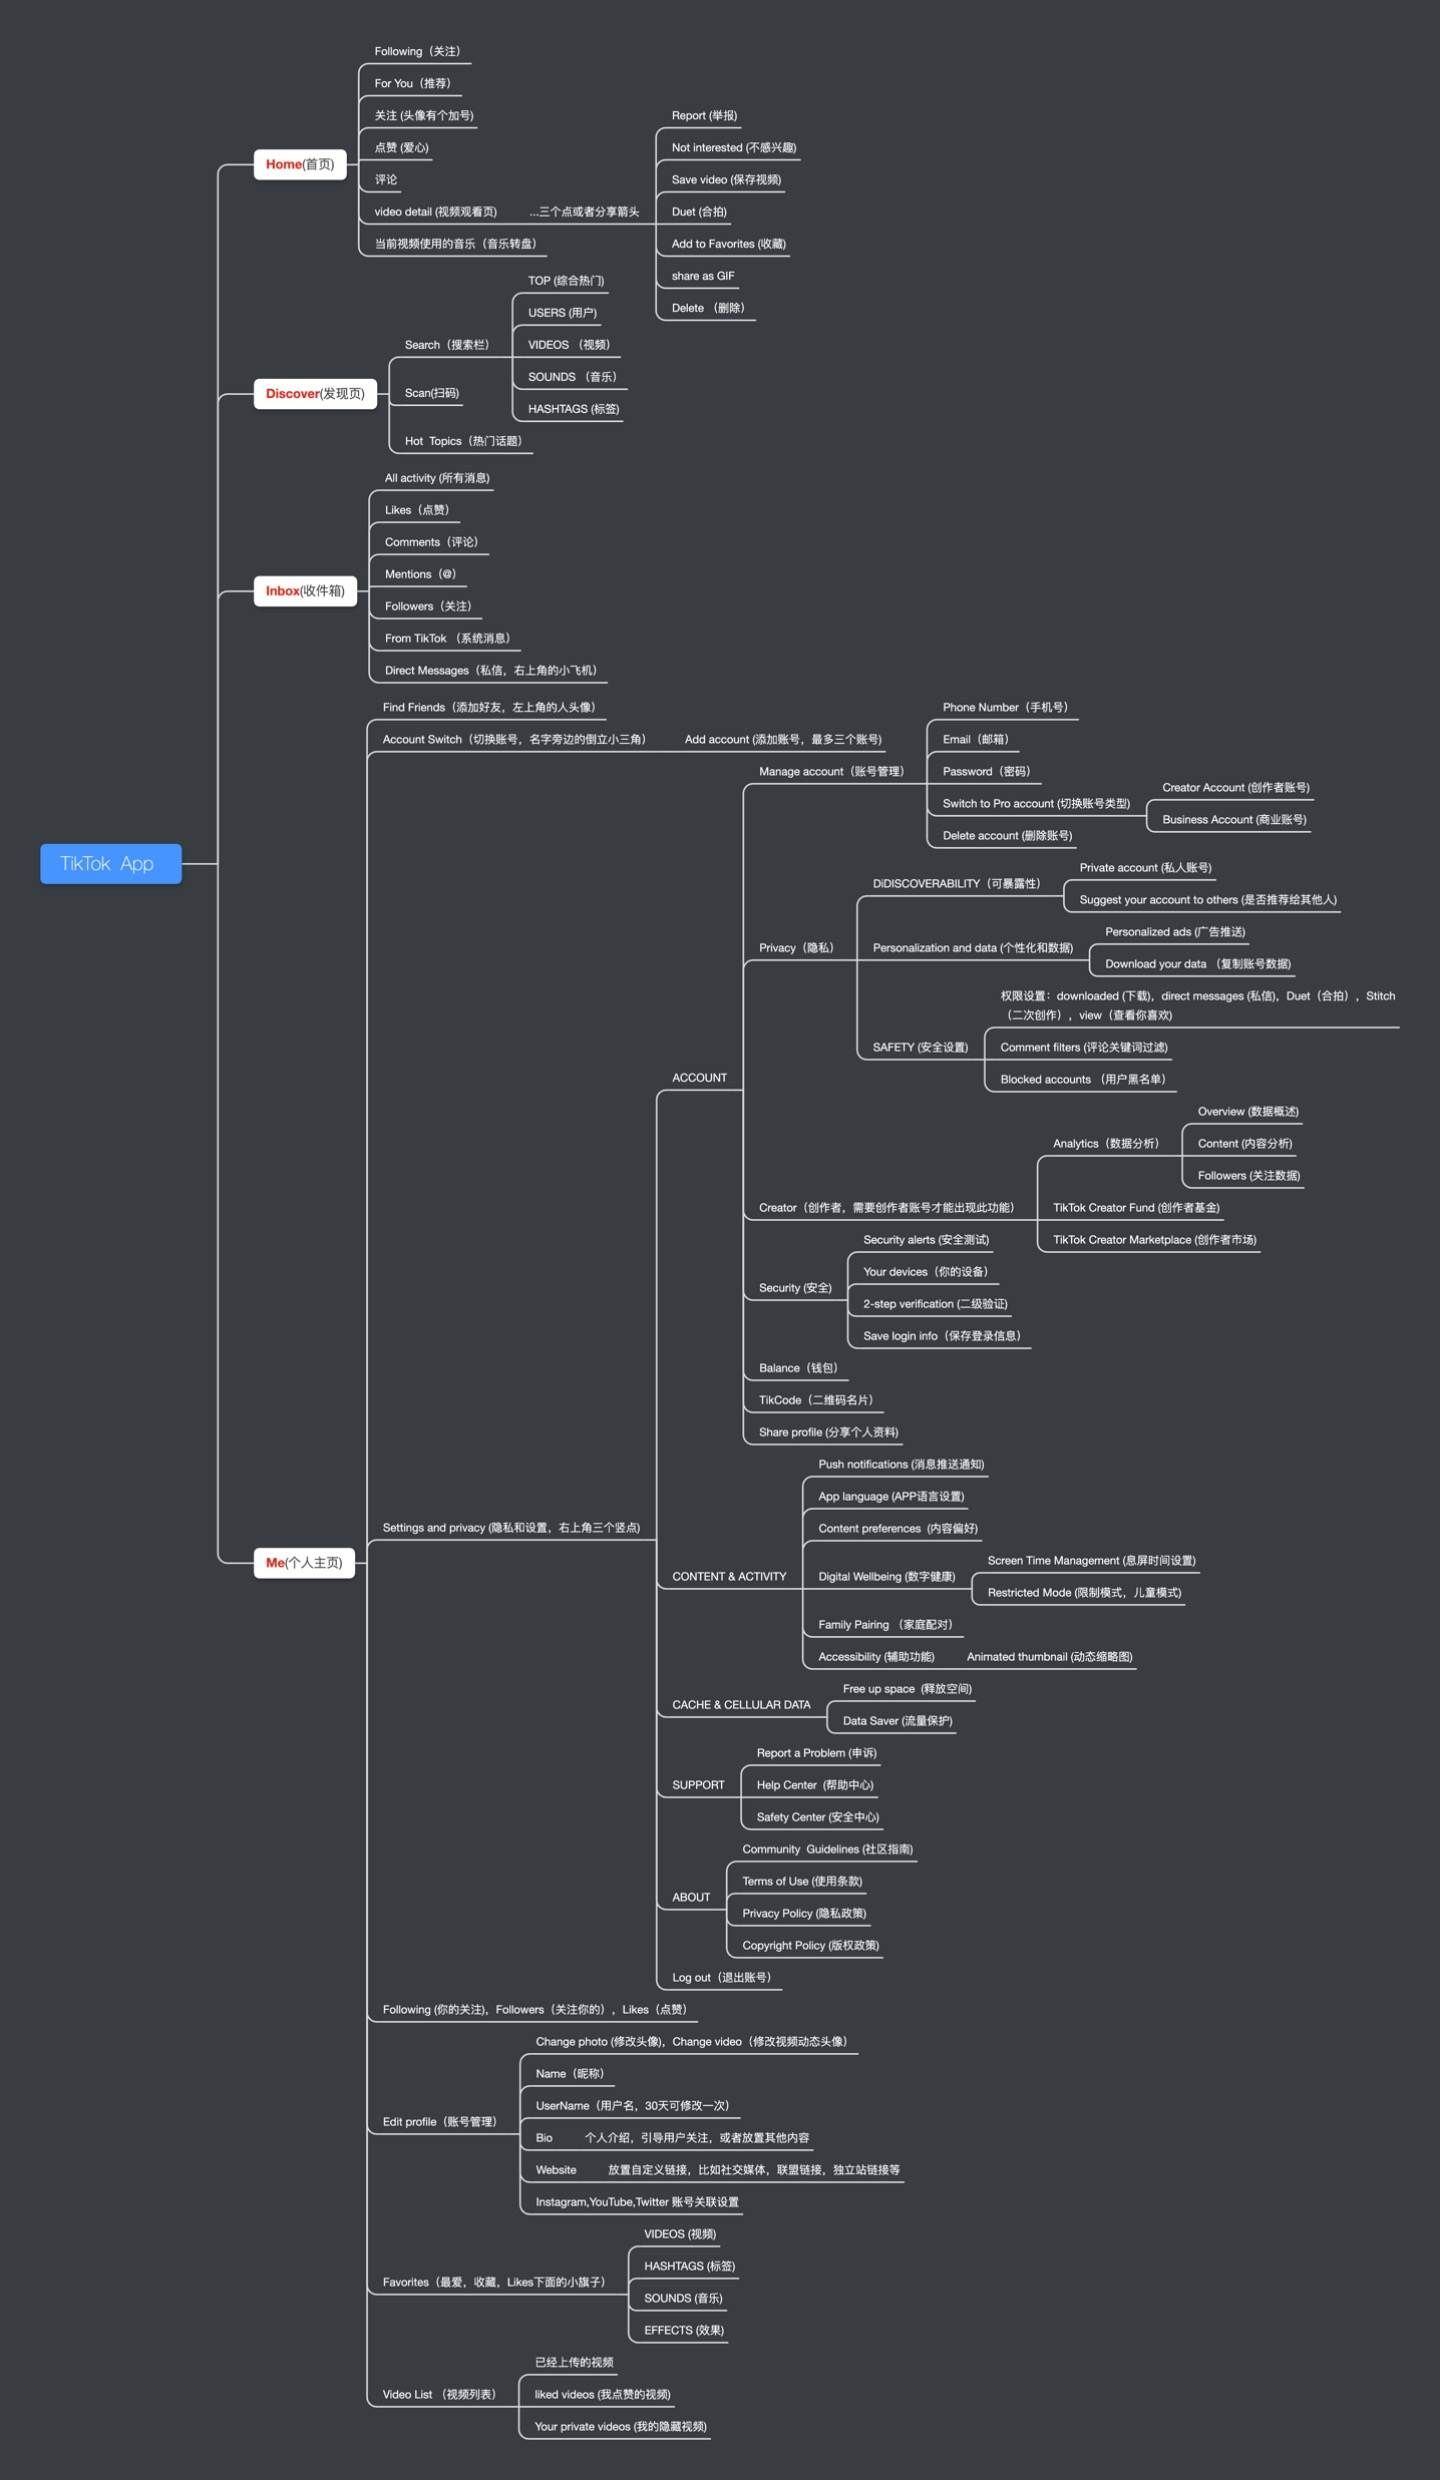 TikTok App
Home(首页)
Following（关注）
For You（推荐）
关注 (头像有个加号)
点赞 (爱心)
评论
video detail (视频观看页)
...三个点或者分享箭头
Report (举报)
Not interested (不感兴趣)
Save video (保存视频)
Duet (合拍)
Add to Favorites (收藏)
share as GIF
Delete （删除）
当前视频使用的音乐（音乐转盘）
Discover(发现页)
Search（搜索栏）
TOP (综合热门)
USERS (用户)
VIDEOS （视频）
SOUNDS （音乐）
HASHTAGS (标签)
Scan(扫码)
Hot Topics（热门话题）
Inbox(收件箱)
All activity (所有消息)
Likes（点赞）
Comments（评论）
Mentions（@）
Followers（关注）
From TikTok （系统消息）
Direct Messages（私信，右上角的小飞机）
Me(个人主页)
Find Friends（添加好友，左上角的人头像）
Account Switch（切换账号，名字旁边的倒立小三角）
Add account (添加账号，最多三个账号)
Settings and privacy (隐私和设置，右上角三个竖点)
ACCOUNT
Manage account（账号管理）
Phone Number（手机号）
Email（邮箱）
Password（密码）
Switch to Pro account (切换账号类型)
Creator Account (创作者账号)
Business Account (商业账号)
Delete account (删除账号)
Privacy（隐私）
DiDISCOVERABILITY（可暴露性）
Private account (私人账号)
Suggest your account to others (是否推荐给其他人)
Personalization and data (个性化和数据)
Personalized ads (广告推送)
Download your data （复制账号数据)
SAFETY (安全设置)
权限设置：downloaded (下载)，direct messages (私信)，Duet（合拍），Stitch
（二次创作），view（查看你喜欢)
Comment filters (评论关键词过滤)
Blocked accounts （用户黑名单）
Creator（创作者，需要创作者账号才能出现此功能）
Analytics（数据分析）
Overview (数据概述)
Content (内容分析)
Followers (关注数据)
TikTok Creator Fund (创作者基金)
TikTok Creator Marketplace (创作者市场)
Security (安全)
Security alerts (安全测试)
Your devices（你的设备）
2-step verification (二级验证)
Save login info（保存登录信息）
Balance（钱包）
TikCode（二维码名片）
Share profile (分享个人资料)
CONTENT & ACTIVITY
Push notifications (消息推送通知)
App language (APP语言设置)
Content preferences（内容偏好）
Digital Wellbeing (数字健康)
Screen Time Management (息屏时间设置)
Restricted Mode (限制模式，儿童模式)
Family Pairing （家庭配对）
Accessibility (辅助功能)
Animated thumbnail (动态缩略图)
CACHE & CELLULAR DATA
Free up space（释放空间）
Data Saver (流量保护)
SUPPORT
Report a Problem (申诉)
Help Center（帮助中心）
Safety Center (安全中心)
ABOUT
Community Guidelines (社区指南)
Terms of Use (使用条款)
Privacy Policy (隐私政策)
Copyright Policy (版权政策)
Log out（退出账号）
Following (你的关注)，Followers（关注你的），Likes（点赞）
Edit profile（账号管理）
Change photo (修改头像)，Change video（修改视频动态头像）
Name（昵称）
UserName（用户名，30天可修改一次）
Bio
个人介绍，引导用户关注，或者放置其他内容
Website
放置自定义链接，比如社交媒体，联盟链接，独立站链接等
Instagram,YouTube,Twitter 账号关联设置
Favorites（最爱，收藏，Likes下面的小旗子）
VIDEOS (视频)
HASHTAGS (标签)
SOUNDS (音乐)
EFFECTS (效果)
Video List （视频列表）
已经上传的视频
liked videos (我点赞的视频)
Your private videos (我的隐藏视频)